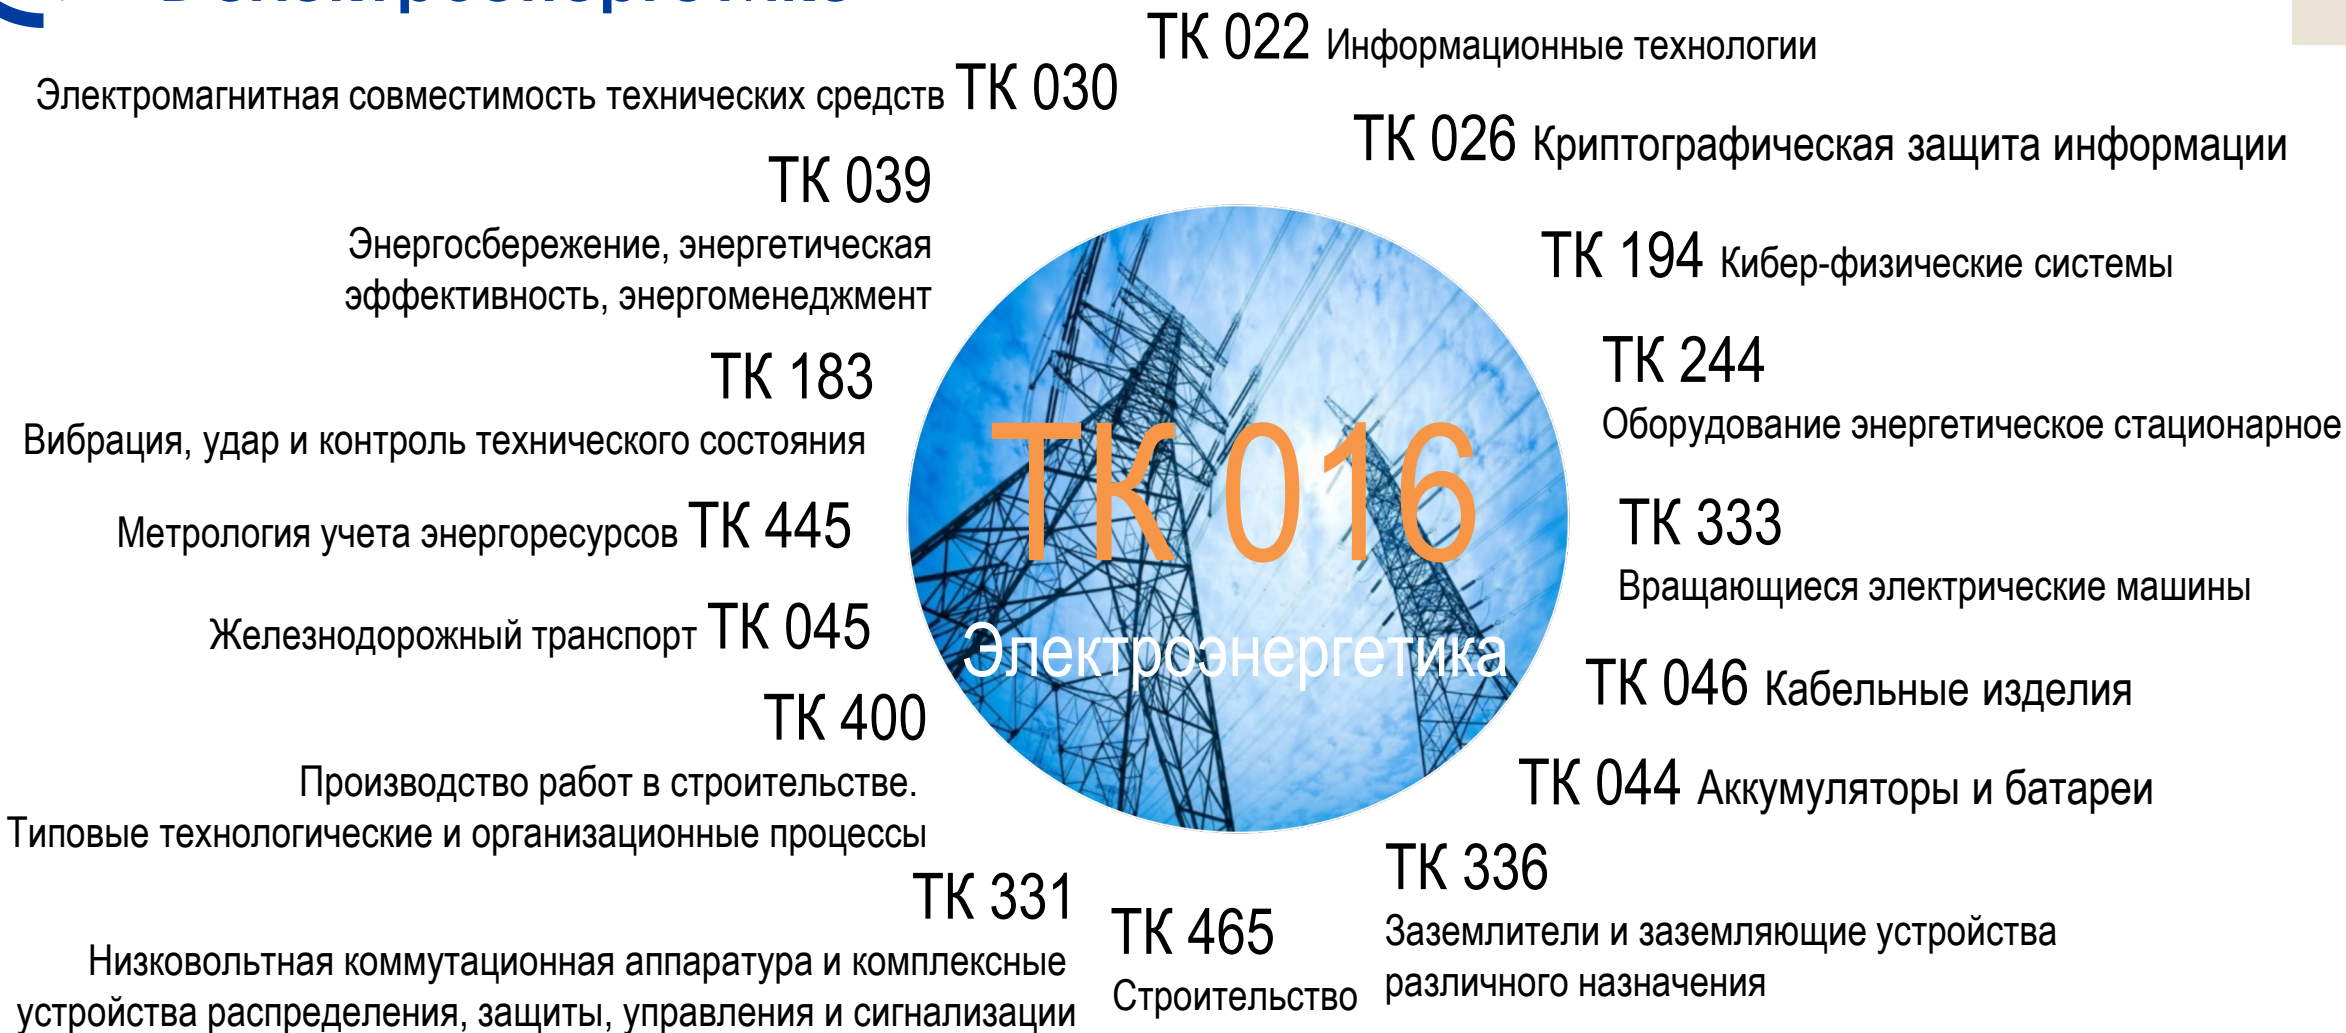 в электроэнергетике
ТК 022 Информационные технологии
Электромагнитная совместимость технических средств ТК 030
ТК 026 Криптографическая защита информации
ТК 039
Энергосбережение, энергетическая
эффективность, энергоменеджмент
ТК 194 Кибер-физические системы
ТК 183
Вибрация, удар и контроль технического состояния
ТК 244
Оборудование энергетическое стационарное
ТК 016
Электроэнергетика
Метрология учета энергоресурсов ТК 445
ТК 333
Вращающиеся электрические машины
Железнодорожный транспорт ТК 045
ТК 046 Кабельные изделия
ТК 400
Производство работ в строительстве.
Типовые технологические и организационные процессы
ТК 044 Аккумуляторы и батареи
ТК 331
Низковольтная коммутационная аппаратура и комплексные
устройства распределения, защиты, управления и сигнализации
ТК 465
Строительство
ТК 336
Заземлители и заземляющие устройства
различного назначения